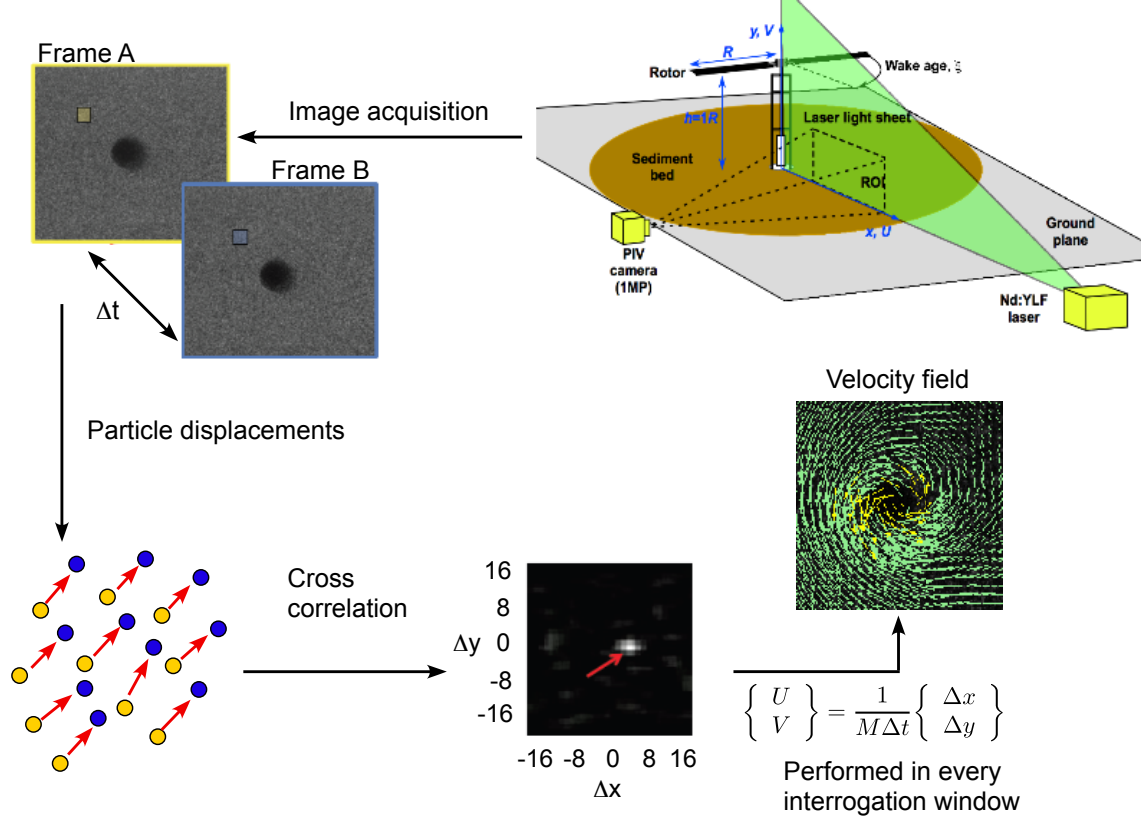 Frame A
Frame B
Δt
Image acquisition
y, V
R
Rotor
Wake age, ξ
h=1R
Laser light sheet
Sediment
bed
ROI
x, U
Ground
plane
PIV
camera
(1MP)
Nd:YLF
laser
Particle displacements
Cross
correlation
16
8
Δy 0
-8
-16
-16 -8 0 8 16
Δx
Velocity field
{ U V } = 1 / MΔt { Δx Δy }
Performed in every
interrogation window